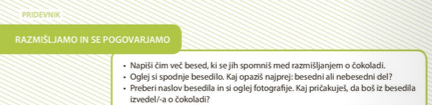 PRIDEVNIK
RAZMIŠLJAMO IN SE POGOVARJAMO
• Napiši čim več besed, ki se jih spomniš med razmišljanjem o čokoladi.
• Oglej si spodnje besedilo. Kaj opaziš najprej: besedni ali nebesedni del?
• Preberi naslov besedila in si oglej fotografije. Kaj pričakuješ, da boš iz besedila
izvedel/-a o čokoladi?